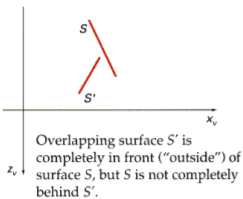 S
S'
x_v
z_v
Overlapping surface S' is
completely in front ("outside") of
surface S, but S is not completely
behind S'.